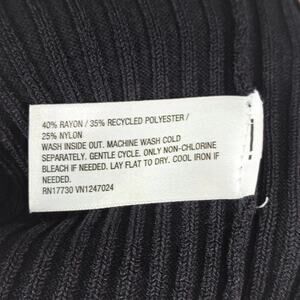 40% RAYON / 35% RECYCLED POLYESTER /
25% NYLON
WASH INSIDE OUT. MACHINE WASH COLD
SEPARATELY. GENTLE CYCLE. ONLY NON-CHLORINE
BLEACH IF NEEDED. LAY FLAT TO DRY. COOL IRON IF
NEEDED.
RN17730 VN1247024